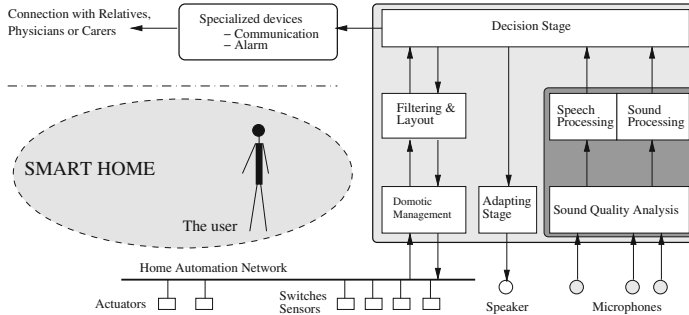 Connection with Relatives,
Physicians or Carers
Specialized devices
– Communication
– Alarm
Decision Stage
Filtering &
Layout
Speech
Processing
Sound
Processing
SMART HOME
The user
Domotic
Management
Adapting
Stage
Sound Quality Analysis
Home Automation Network
Actuators
Switches
Sensors
Speaker
Microphones